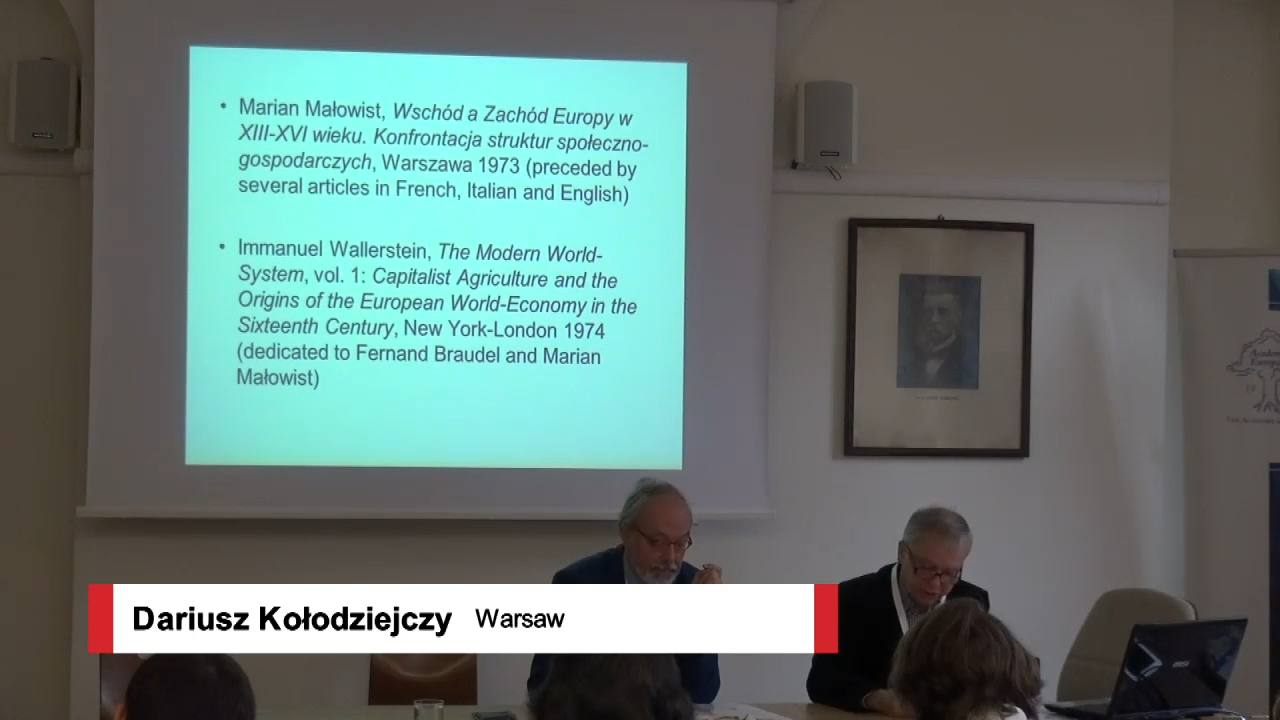 • Marian Małowist, Wschód a Zachód Europy w
XIII-XVI wieku. Konfrontacja struktur społeczno-
gospodarczych, Warszawa 1973 (preceded by
several articles in French, Italian and English)
• Immanuel Wallerstein, The Modern World-
System, vol. 1: Capitalist Agriculture and the
Origins of the European World-Economy in the
Sixteenth Century, New York-London 1974
(dedicated to Fernand Braudel and Marian
Małowist)
Dariusz Kołodziejczy Warsaw
msi